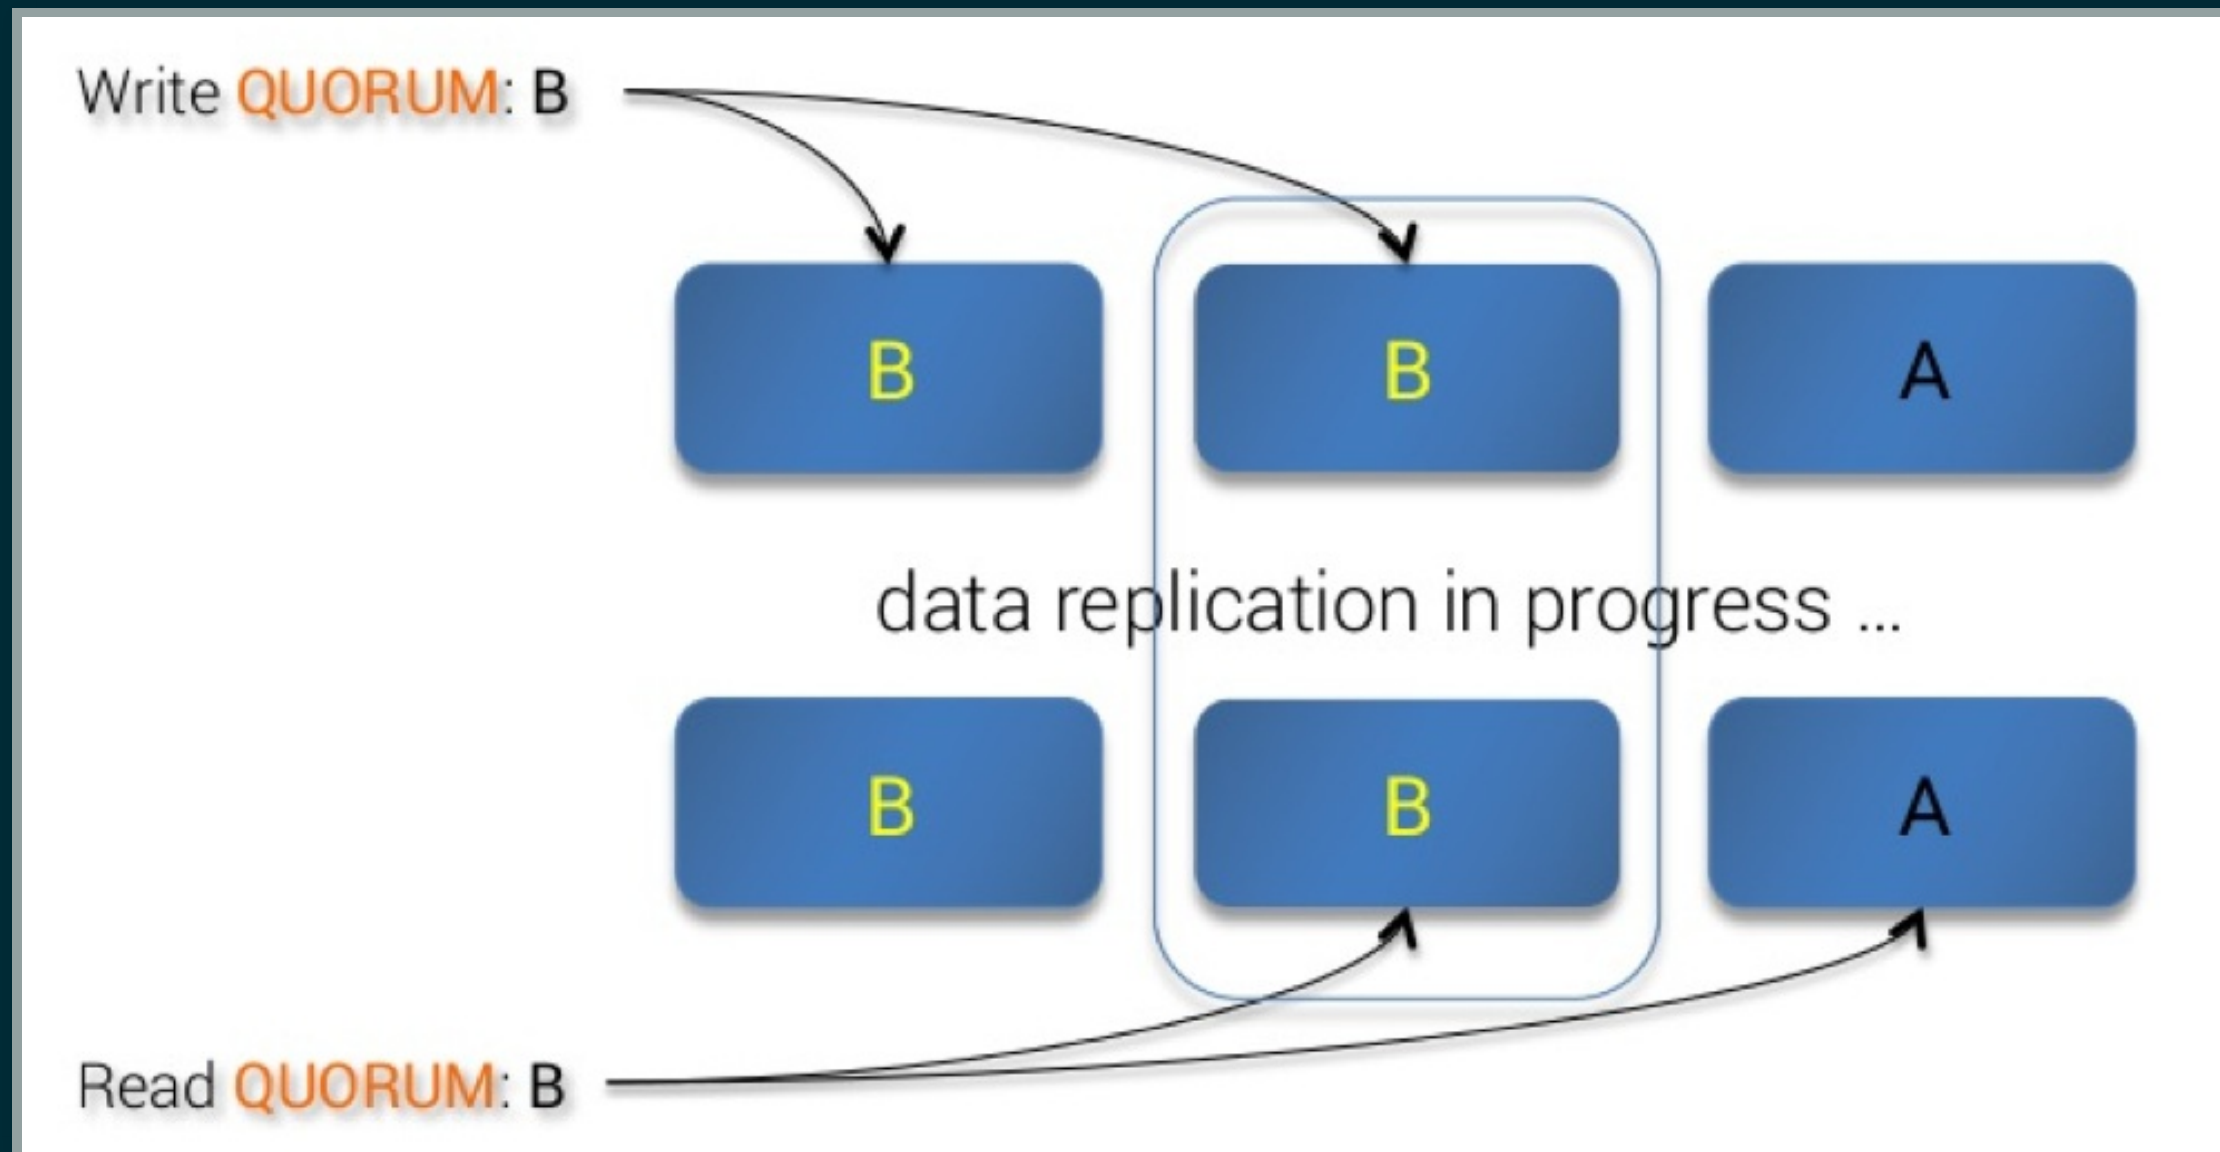 Write QUORUM: B
B B A
data replication in progress ...
B B A
Read QUORUM: B